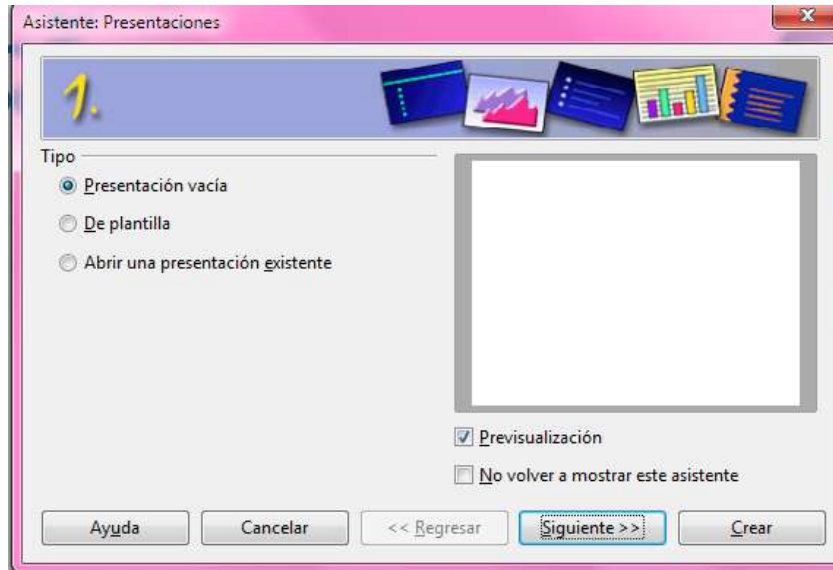 Asistente: Presentaciones
1.
Tipo
Presentación vacía
De plantilla
Abrir una presentación existente
Previsualización
No volver a mostrar este asistente
Ayuda
Cancelar
<< Regresar
Siguiente >>
Crear